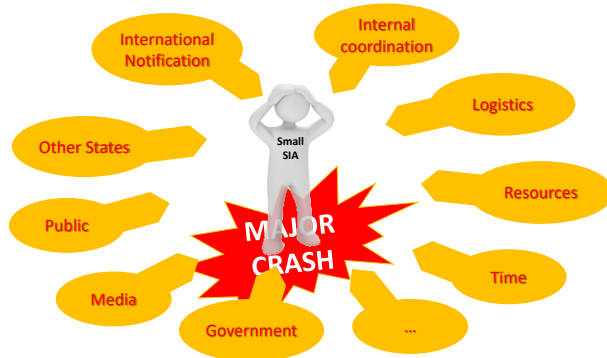 International
Notification
Internal
coordination
Logistics
Other States
Small
SIA
Resources
Public
MAJOR
CRASH
Time
Media
Government
...